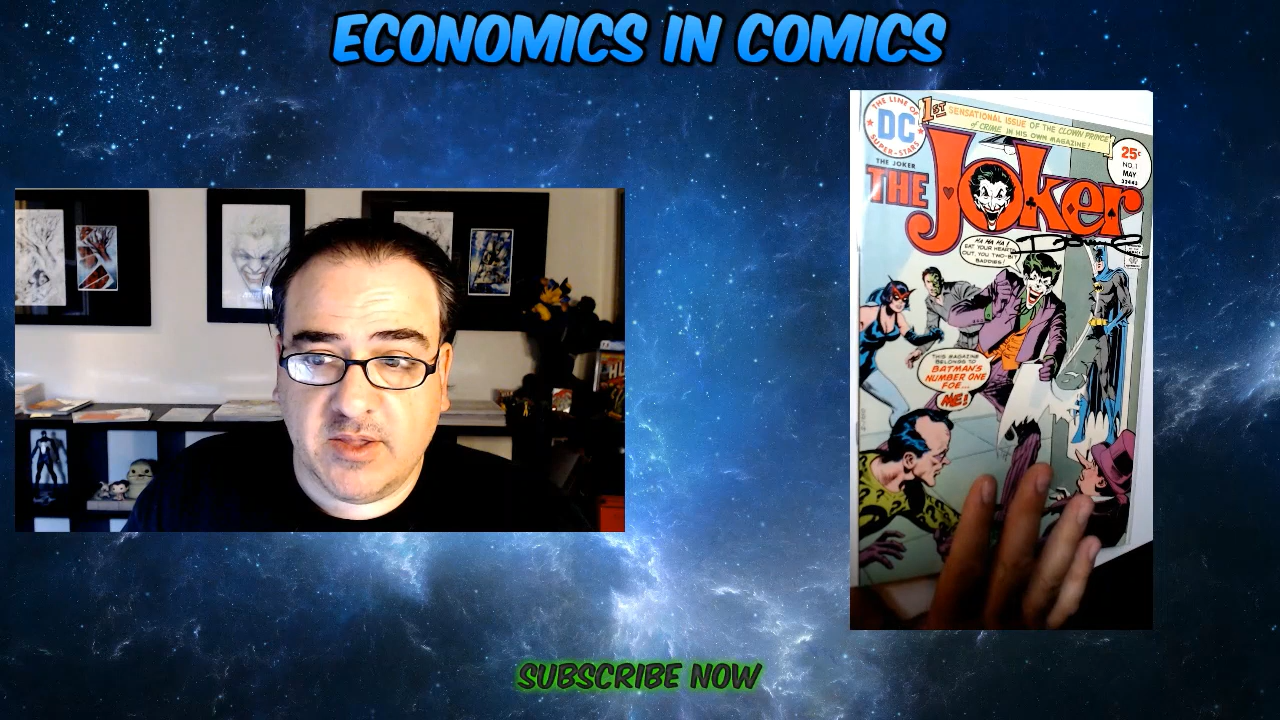 ECONOMICS IN COMICS
THE LINE OF
DC
SUPER-STARS
1ST SENSATIONAL ISSUE OF THE CLOWN PRINCE
of CRIME IN HIS OWN MAGAZINE!
25¢
NO. 1
MAY
THE JOKER
THE JOKER
HA HA HA!
EAT YOUR HEARTS
OUT, YOU TWO-BIT
BADDIES!
THIS MAGAZINE
BELONGS TO
BATMAN'S
NUMBER ONE
FOE...
ME!
SUBSCRIBE NOW